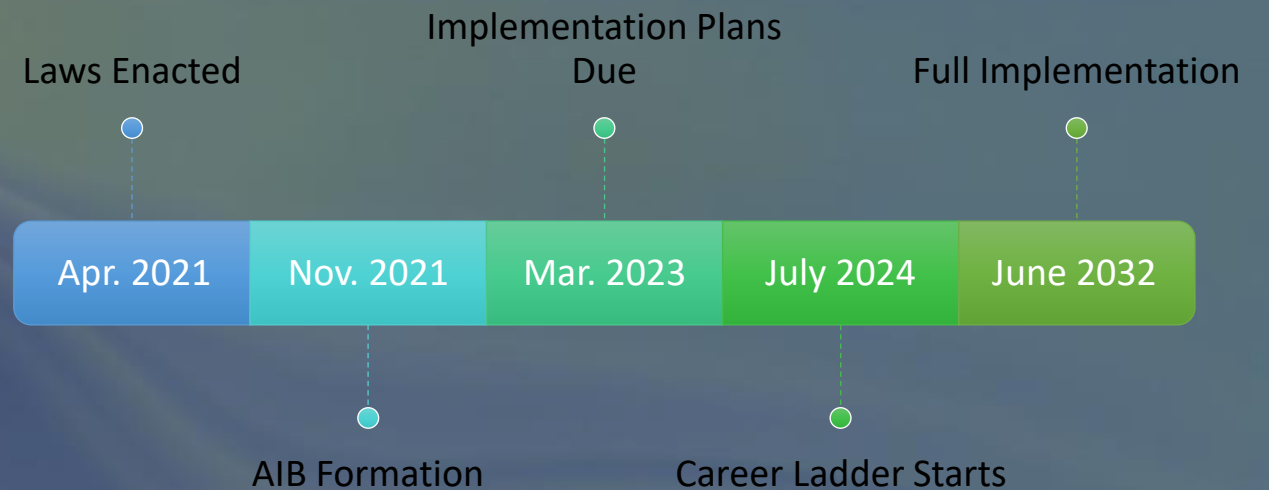 Implementation Plans
Due
Laws Enacted
Full Implementation
Apr. 2021
Nov. 2021
Mar. 2023
July 2024
June 2032
AIB Formation
Career Ladder Starts